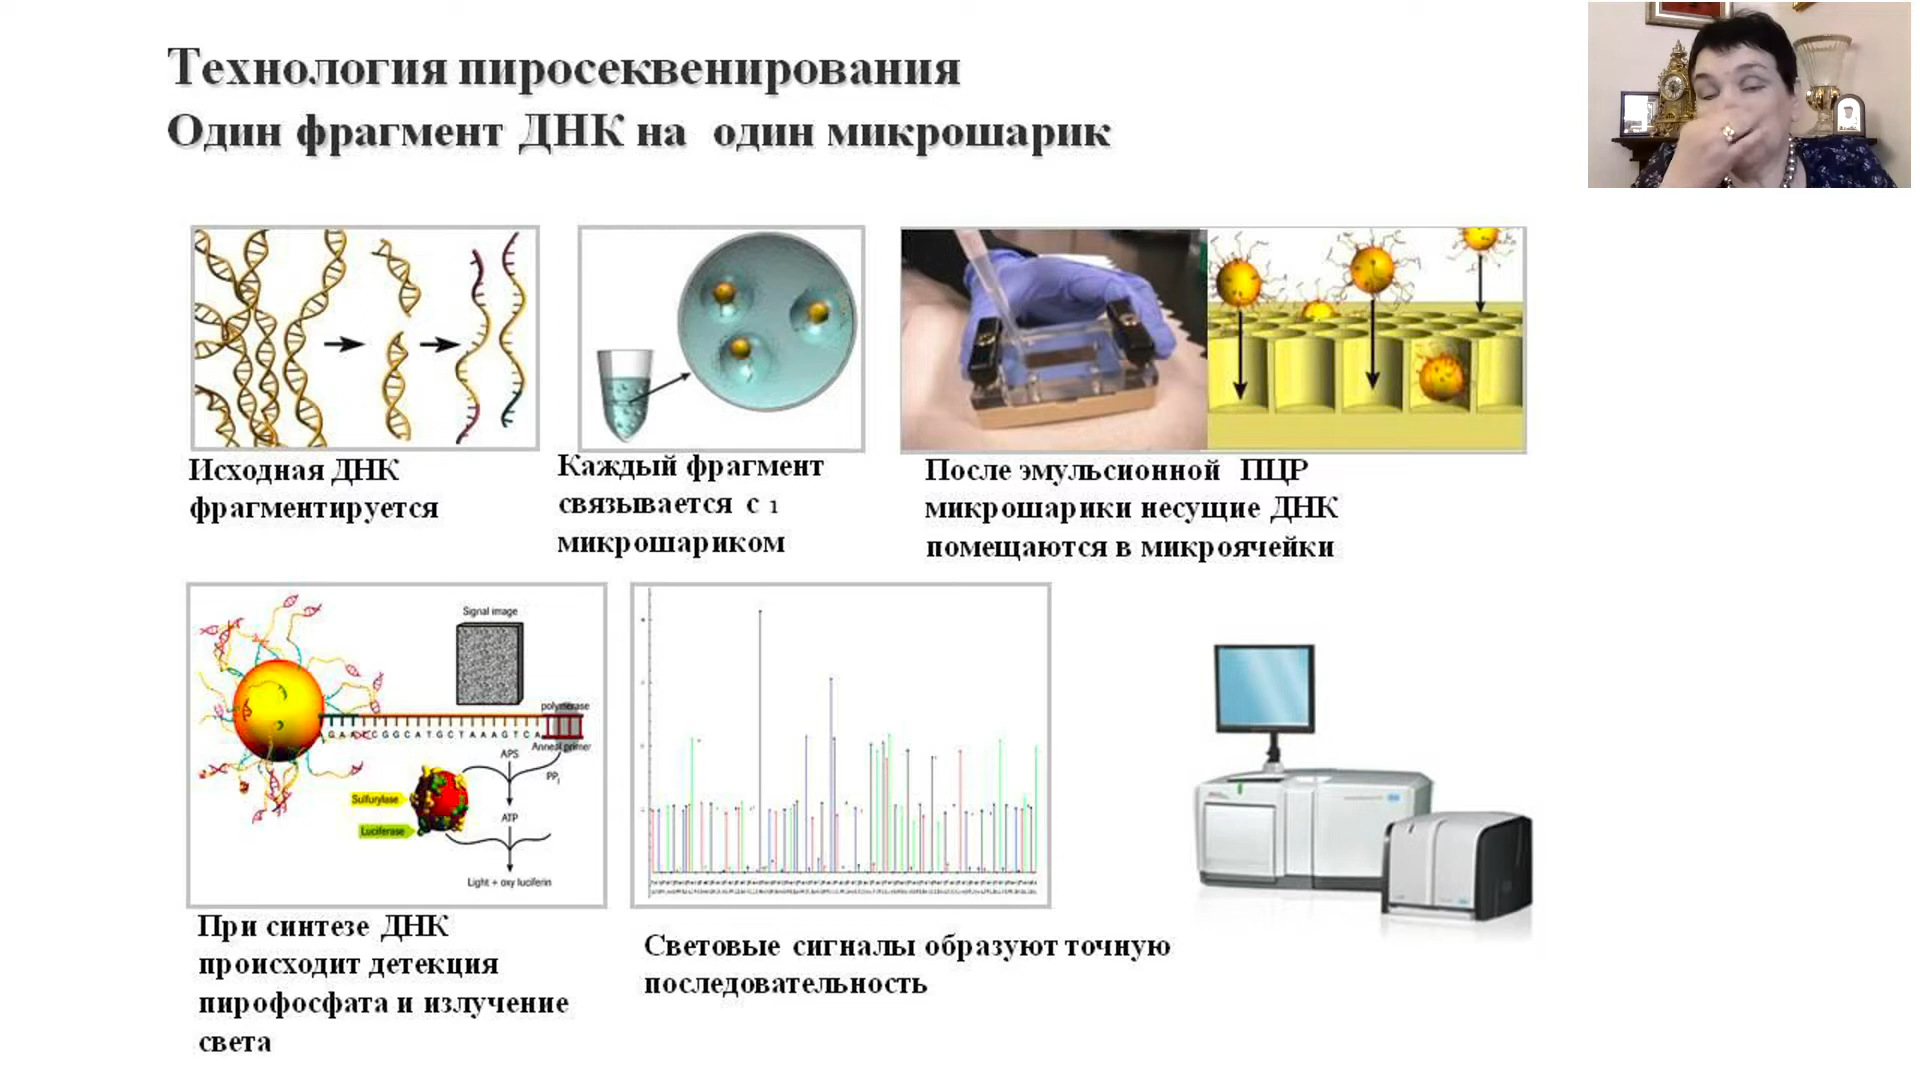 Технология пиросеквенирования
Один фрагмент ДНК на один микрошарик
Исходная ДНК
фрагментируется
Каждый фрагмент
связывается с 1
микрошариком
После эмульсионной ПЦР
микрошарики несущие ДНК
помещаются в микроячейки
Signal image
polymerase
C G G C A T G C T A A A G T C A
Anneal primer
APS
PPi
Sulfurylase
Luciferase
ATP
Light + oxy luciferin
При синтезе ДНК
происходит детекция
пирофосфата и излучение
света
Световые сигналы образуют точную
последовательность